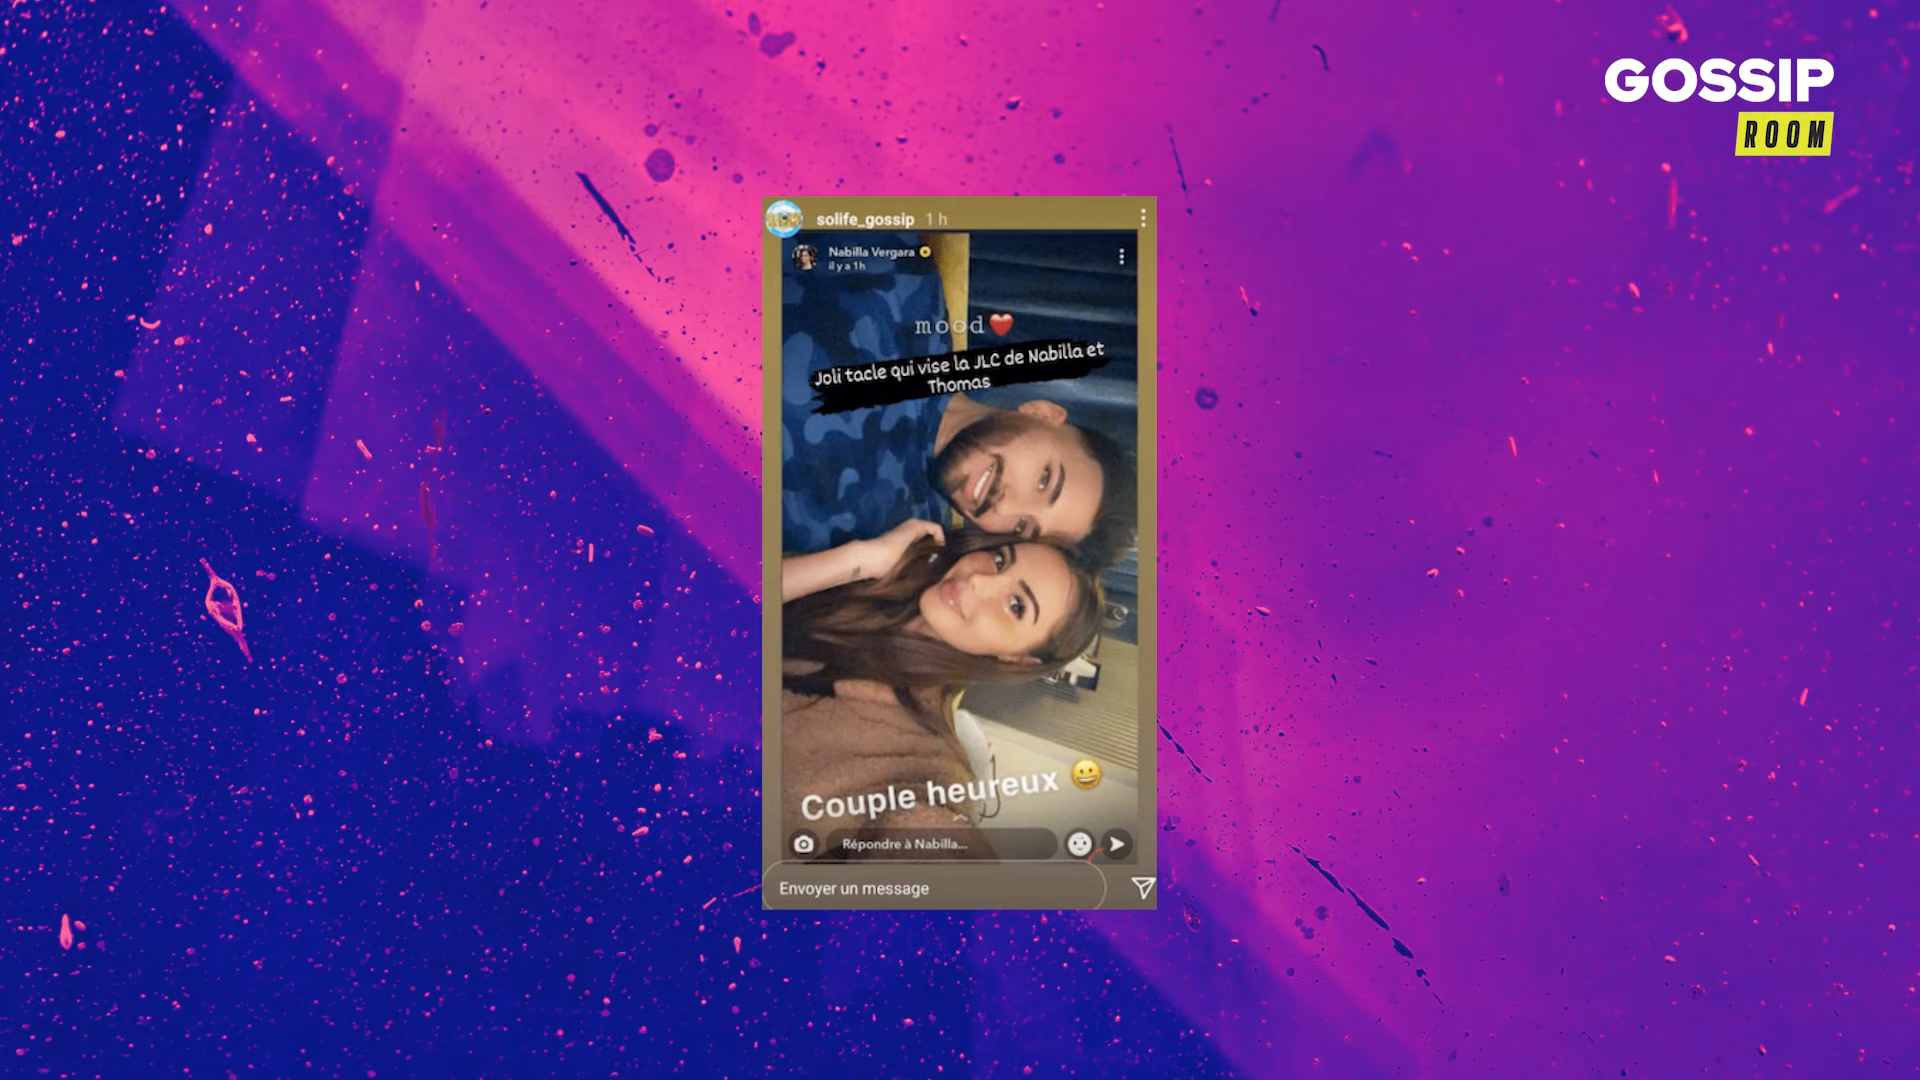 GOSSIP
ROOM
solife_gossip 1 h
Nabilla Vergara
il y a 1h
mood❤️
Joli tacle qui vise la JLC de Nabilla et
Thomas
Couple heureux 😀
Répondre à Nabilla...
Envoyer un message